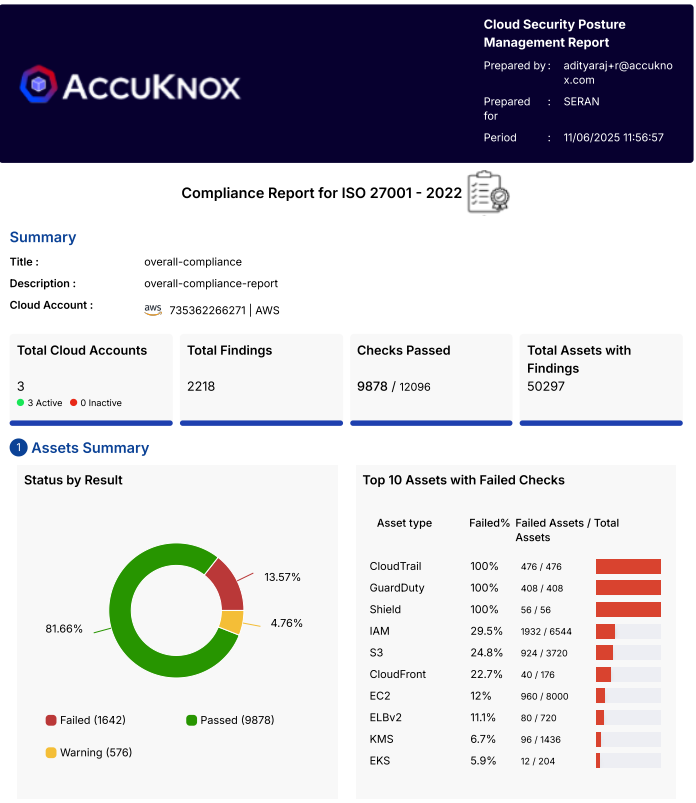 ACCUKNOX
Cloud Security Posture
Management Report
Prepared by : adityaraj+r@accukno
x.com
Prepared : SERAN
for
Period : 11/06/2025 11:56:57
Compliance Report for ISO 27001 - 2022
Summary
Title : overall-compliance
Description : overall-compliance-report
Cloud Account : aws 735362266271 | AWS
Total Cloud Accounts
3
3 Active 0 Inactive
Total Findings
2218
Checks Passed
9878 / 12096
Total Assets with
Findings
50297
1 Assets Summary
Status by Result
13.57%
4.76%
81.66%
Failed (1642) Passed (9878)
Warning (576)
Top 10 Assets with Failed Checks
Asset type Failed% Failed Assets / Total
Assets
CloudTrail 100% 476 / 476
GuardDuty 100% 408 / 408
Shield 100% 56 / 56
IAM 29.5% 1932 / 6544
S3 24.8% 924 / 3720
CloudFront 22.7% 40 / 176
EC2 12% 960 / 8000
ELBv2 11.1% 80 / 720
KMS 6.7% 96 / 1436
EKS 5.9% 12 / 204